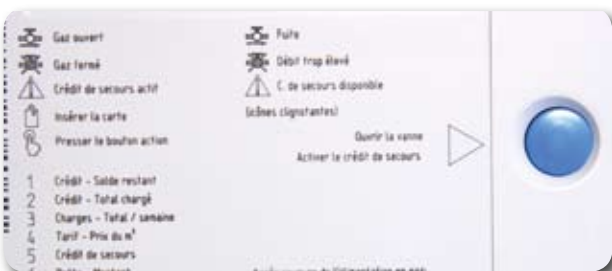 Gaz ouvert
Gaz fermé
Crédit de secours actif
Insérer la carte
Presser le bouton action
Fuite
Débit trop élevé
C. de secours disponible
(icônes clignotantes)
Ouvrir la vanne
Activer le crédit de secours
1 Crédit - Solde restant
2 Crédit - Total chargé
3 Charges - Total / semaine
4 Tarif - Prix du m³
5 Crédit de secours